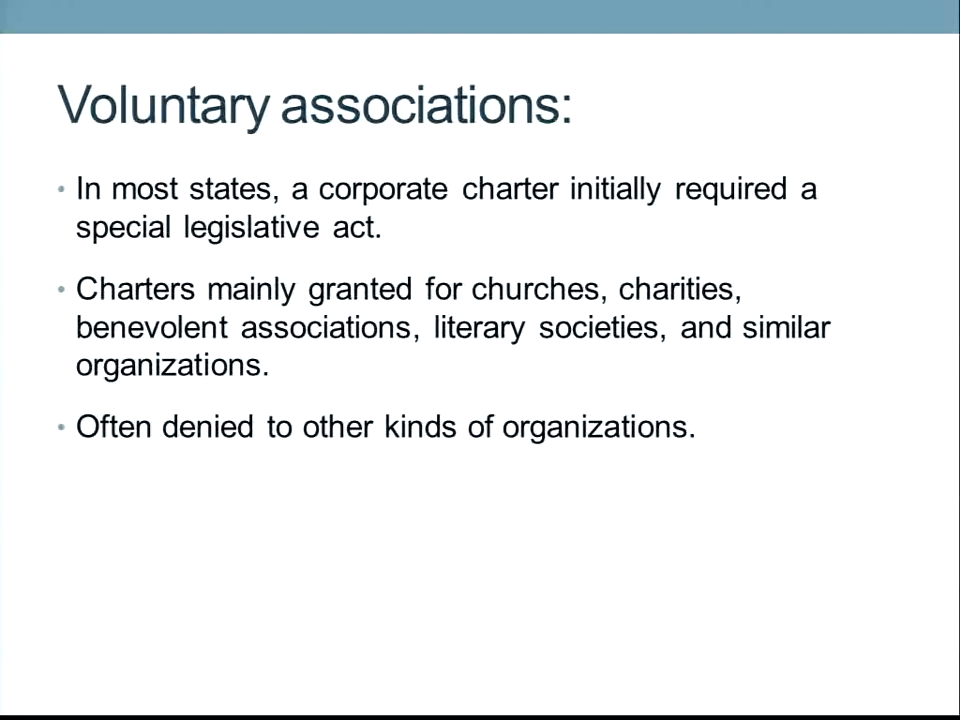 Voluntary associations:
• In most states, a corporate charter initially required a
special legislative act.
• Charters mainly granted for churches, charities,
benevolent associations, literary societies, and similar
organizations.
• Often denied to other kinds of organizations.